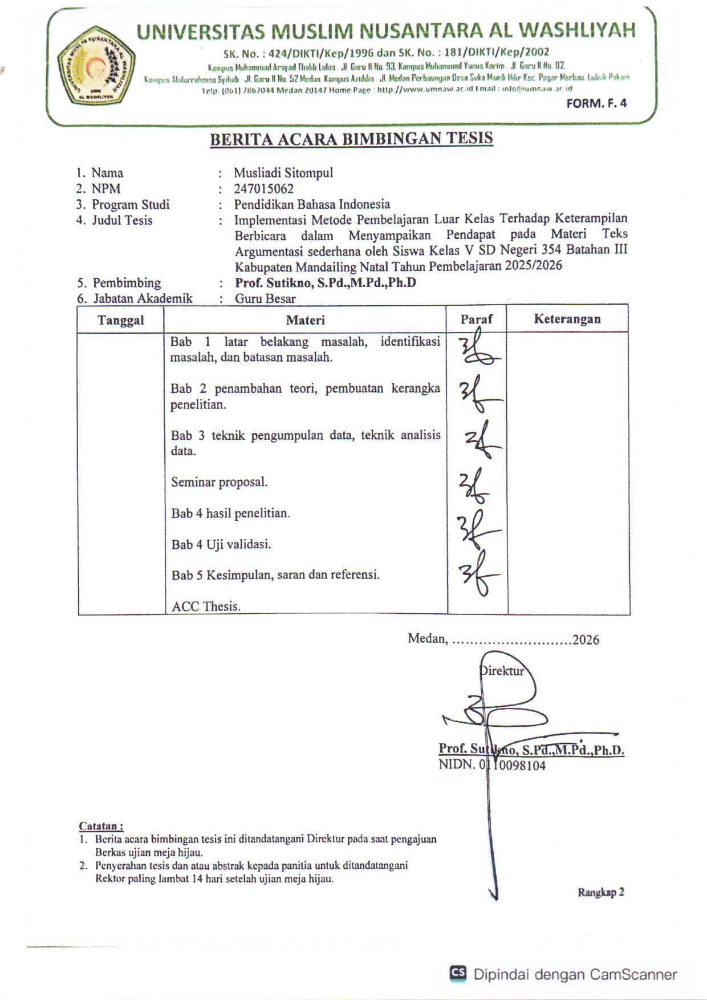 UNIVERSITAS MUSLIM NUSANTARA AL WASHLIYAH
SK. No. : 424/DIKTI/Kep/1996 dan SK. No. : 181/DIKTI/Kep/2002
Kampus Muhammad Arsyad Thalib Lubis : Jl. Garu II No. 93, Kampus Muhammad Yunus Karim : Jl. Garu II No. 02,
Kampus Abdurrahman Syihab : Jl. Garu II No. 52 Medan, Kampus Aziddin : Jl. Medan Perbaungan Desa Suka Mandi Hilir Kec. Pagar Merbau, Lubuk Pakam
Telp. (061) 7867044 Medan 20147 Home Page : http://www.umnaw.ac.id Email : info@umnaw.ac.id
UNIVERSITAS MUSLIM NUSANTARA AL WASHLIYAH
UMN
AL WASHLIYAH
FORM. F. 4
BERITA ACARA BIMBINGAN TESIS
1. Nama : Musliadi Sitompul
2. NPM : 247015062
3. Program Studi : Pendidikan Bahasa Indonesia
4. Judul Tesis : Implementasi Metode Pembelajaran Luar Kelas Terhadap Keterampilan
Berbicara dalam Menyampaikan Pendapat pada Materi Teks
Argumentasi sederhana oleh Siswa Kelas V SD Negeri 354 Batahan III
Kabupaten Mandailing Natal Tahun Pembelajaran 2025/2026
5. Pembimbing : Prof. Sutikno, S.Pd.,M.Pd.,Ph.D
6. Jabatan Akademik : Guru Besar
Tanggal Materi Paraf Keterangan
Bab 1 latar belakang masalah, identifikasi
masalah, dan batasan masalah.
Bab 2 penambahan teori, pembuatan kerangka
penelitian.
Bab 3 teknik pengumpulan data, teknik analisis
data.
Seminar proposal.
Bab 4 hasil penelitian.
Bab 4 Uji validasi.
Bab 5 Kesimpulan, saran dan referensi.
ACC Thesis.
Medan, ...........................2026
Direktur
Prof. Sutikno, S.Pd.,M.Pd.,Ph.D.
NIDN. 0110098104
Catatan :
1. Berita acara bimbingan tesis ini ditandatangani Direktur pada saat pengajuan
Berkas ujian meja hijau.
2. Penyerahan tesis dan atau abstrak kepada panitia untuk ditandatangani
Rektor paling lambat 14 hari setelah ujian meja hijau.
Rangkap 2
CS Dipindai dengan CamScanner